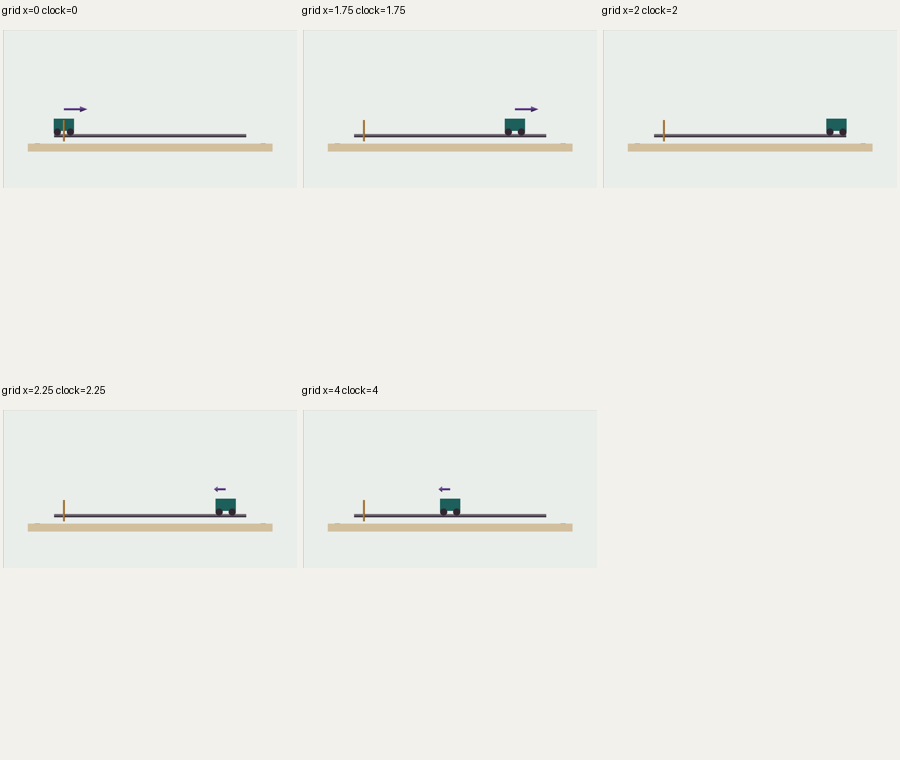 grid x=0 clock=0
grid x=1.75 clock=1.75
grid x=2 clock=2
grid x=2.25 clock=2.25
grid x=4 clock=4